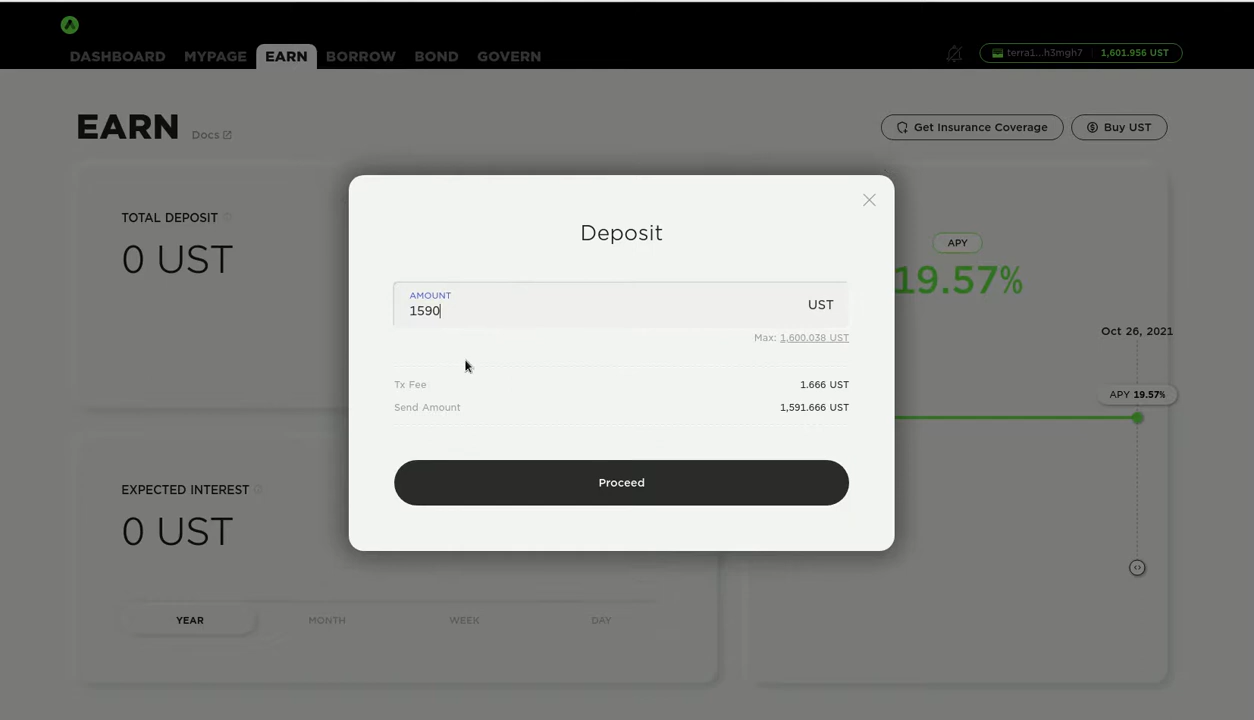 DASHBOARD MYPAGE EARN BORROW BOND GOVERN terra1...h3mgh7 1,601.956 UST
EARN Docs Get Insurance Coverage Buy UST
TOTAL DEPOSIT
0 UST
Deposit
AMOUNT
1590 UST
Max: 1,600.038 UST
Tx Fee 1.666 UST
Send Amount 1,591.666 UST
Proceed
APY
19.57%
Oct 26, 2021
APY 19.57%
EXPECTED INTEREST
0 UST
YEAR MONTH WEEK DAY